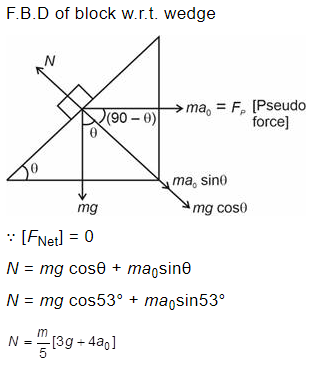 F.B.D of block w.r.t. wedge
N
ma₀ = Fₚ [Pseudo force]
(90 – θ)
θ
θ
ma₀ sinθ
mg
mg cosθ
∵ [F_Net] = 0
N = mg cosθ + ma₀sinθ
N = mg cos53° + ma₀sin53°
N = m/5 [3g + 4a₀]